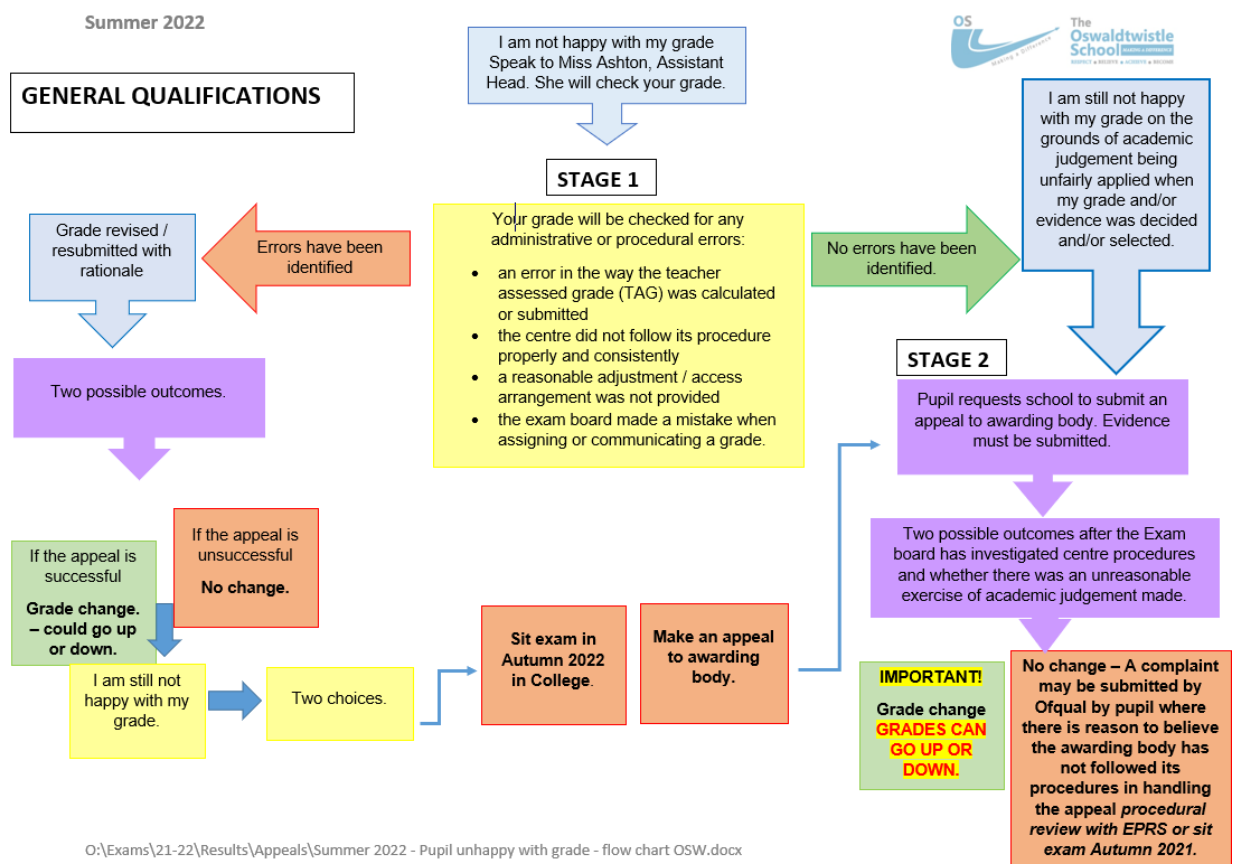 Summer 2022
OS
Making a Difference
The
Oswaldtwistle
School
MAKING A DIFFERENCE
RESPECT ▲ BELIEVE ▲ ACHIEVE ▲ BECOME
GENERAL QUALIFICATIONS
I am not happy with my grade
Speak to Miss Ashton, Assistant
Head. She will check your grade.
STAGE 1
Your grade will be checked for any
administrative or procedural errors:
• an error in the way the teacher
assessed grade (TAG) was calculated
or submitted
• the centre did not follow its procedure
properly and consistently
• a reasonable adjustment / access
arrangement was not provided
• the exam board made a mistake when
assigning or communicating a grade.
Errors have been
identified
Grade revised /
resubmitted with
rationale
Two possible outcomes.
If the appeal is
successful
Grade change.
– could go up
or down.
If the appeal is
unsuccessful
No change.
I am still not
happy with my
grade.
Two choices.
Sit exam in
Autumn 2022
in College.
Make an appeal
to awarding
body.
No errors have been
identified.
I am still not happy
with my grade on the
grounds of academic
judgement being
unfairly applied when
my grade and/or
evidence was decided
and/or selected.
STAGE 2
Pupil requests school to submit an
appeal to awarding body. Evidence
must be submitted.
Two possible outcomes after the Exam
board has investigated centre procedures
and whether there was an unreasonable
exercise of academic judgement made.
IMPORTANT!
Grade change
GRADES CAN
GO UP OR
DOWN.
No change – A complaint
may be submitted by
Ofqual by pupil where
there is reason to believe
the awarding body has
not followed its
procedures in handling
the appeal procedural
review with EPRS or sit
exam Autumn 2021.
O:\Exams\21-22\Results\Appeals\Summer 2022 - Pupil unhappy with grade - flow chart OSW.docx